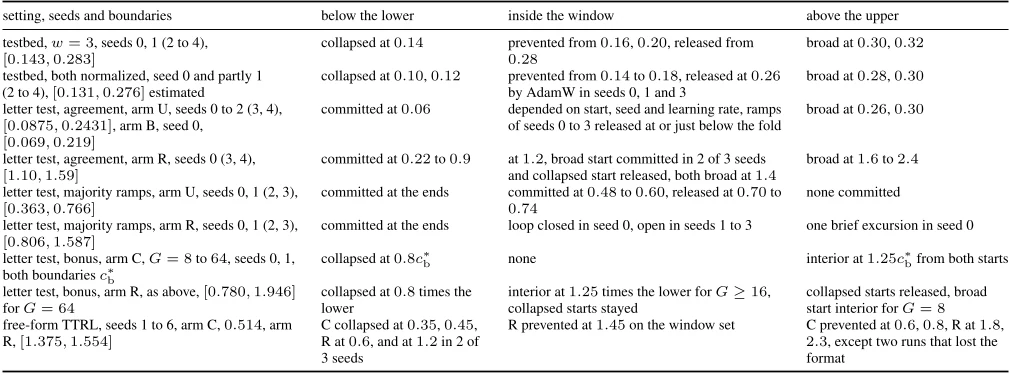 setting, seeds and boundaries below the lower inside the window above the upper
testbed, w = 3, seeds 0, 1 (2 to 4), collapsed at 0.14 prevented from 0.16, 0.20, released from broad at 0.30, 0.32
[0.143, 0.283] 0.28
testbed, both normalized, seed 0 and partly 1 collapsed at 0.10, 0.12 prevented from 0.14 to 0.18, released at 0.26 broad at 0.28, 0.30
(2 to 4), [0.131, 0.276] estimated by AdamW in seeds 0, 1 and 3
letter test, agreement, arm U, seeds 0 to 2 (3, 4), committed at 0.06 depended on start, seed and learning rate, ramps broad at 0.26, 0.30
[0.0875, 0.2431], arm B, seed 0, of seeds 0 to 3 released at or just below the fold
[0.069, 0.219]
letter test, agreement, arm R, seeds 0 (3, 4), committed at 0.22 to 0.9 at 1.2, broad start committed in 2 of 3 seeds broad at 1.6 to 2.4
[1.10, 1.59] and collapsed start released, both broad at 1.4
letter test, majority ramps, arm U, seeds 0, 1 (2, 3), committed at the ends committed at 0.48 to 0.60, released at 0.70 to none committed
[0.363, 0.766] 0.74
letter test, majority ramps, arm R, seeds 0, 1 (2, 3), committed at the ends loop closed in seed 0, open in seeds 1 to 3 one brief excursion in seed 0
[0.806, 1.587]
letter test, bonus, arm C, G = 8 to 64, seeds 0, 1, collapsed at 0.8c*b none interior at 1.25c*b from both starts
both boundaries c*b
letter test, bonus, arm R, as above, [0.780, 1.946] collapsed at 0.8 times the interior at 1.25 times the lower for G ≥ 16, collapsed starts released, broad
for G = 64 lower collapsed starts stayed start interior for G = 8
free-form TTRL, seeds 1 to 6, arm C, 0.514, arm C collapsed at 0.35, 0.45, R prevented at 1.45 on the window set C prevented at 0.6, 0.8, R at 1.8,
R, [1.375, 1.554] R at 0.6, and at 1.2 in 2 of 2.3, except two runs that lost the
3 seeds format